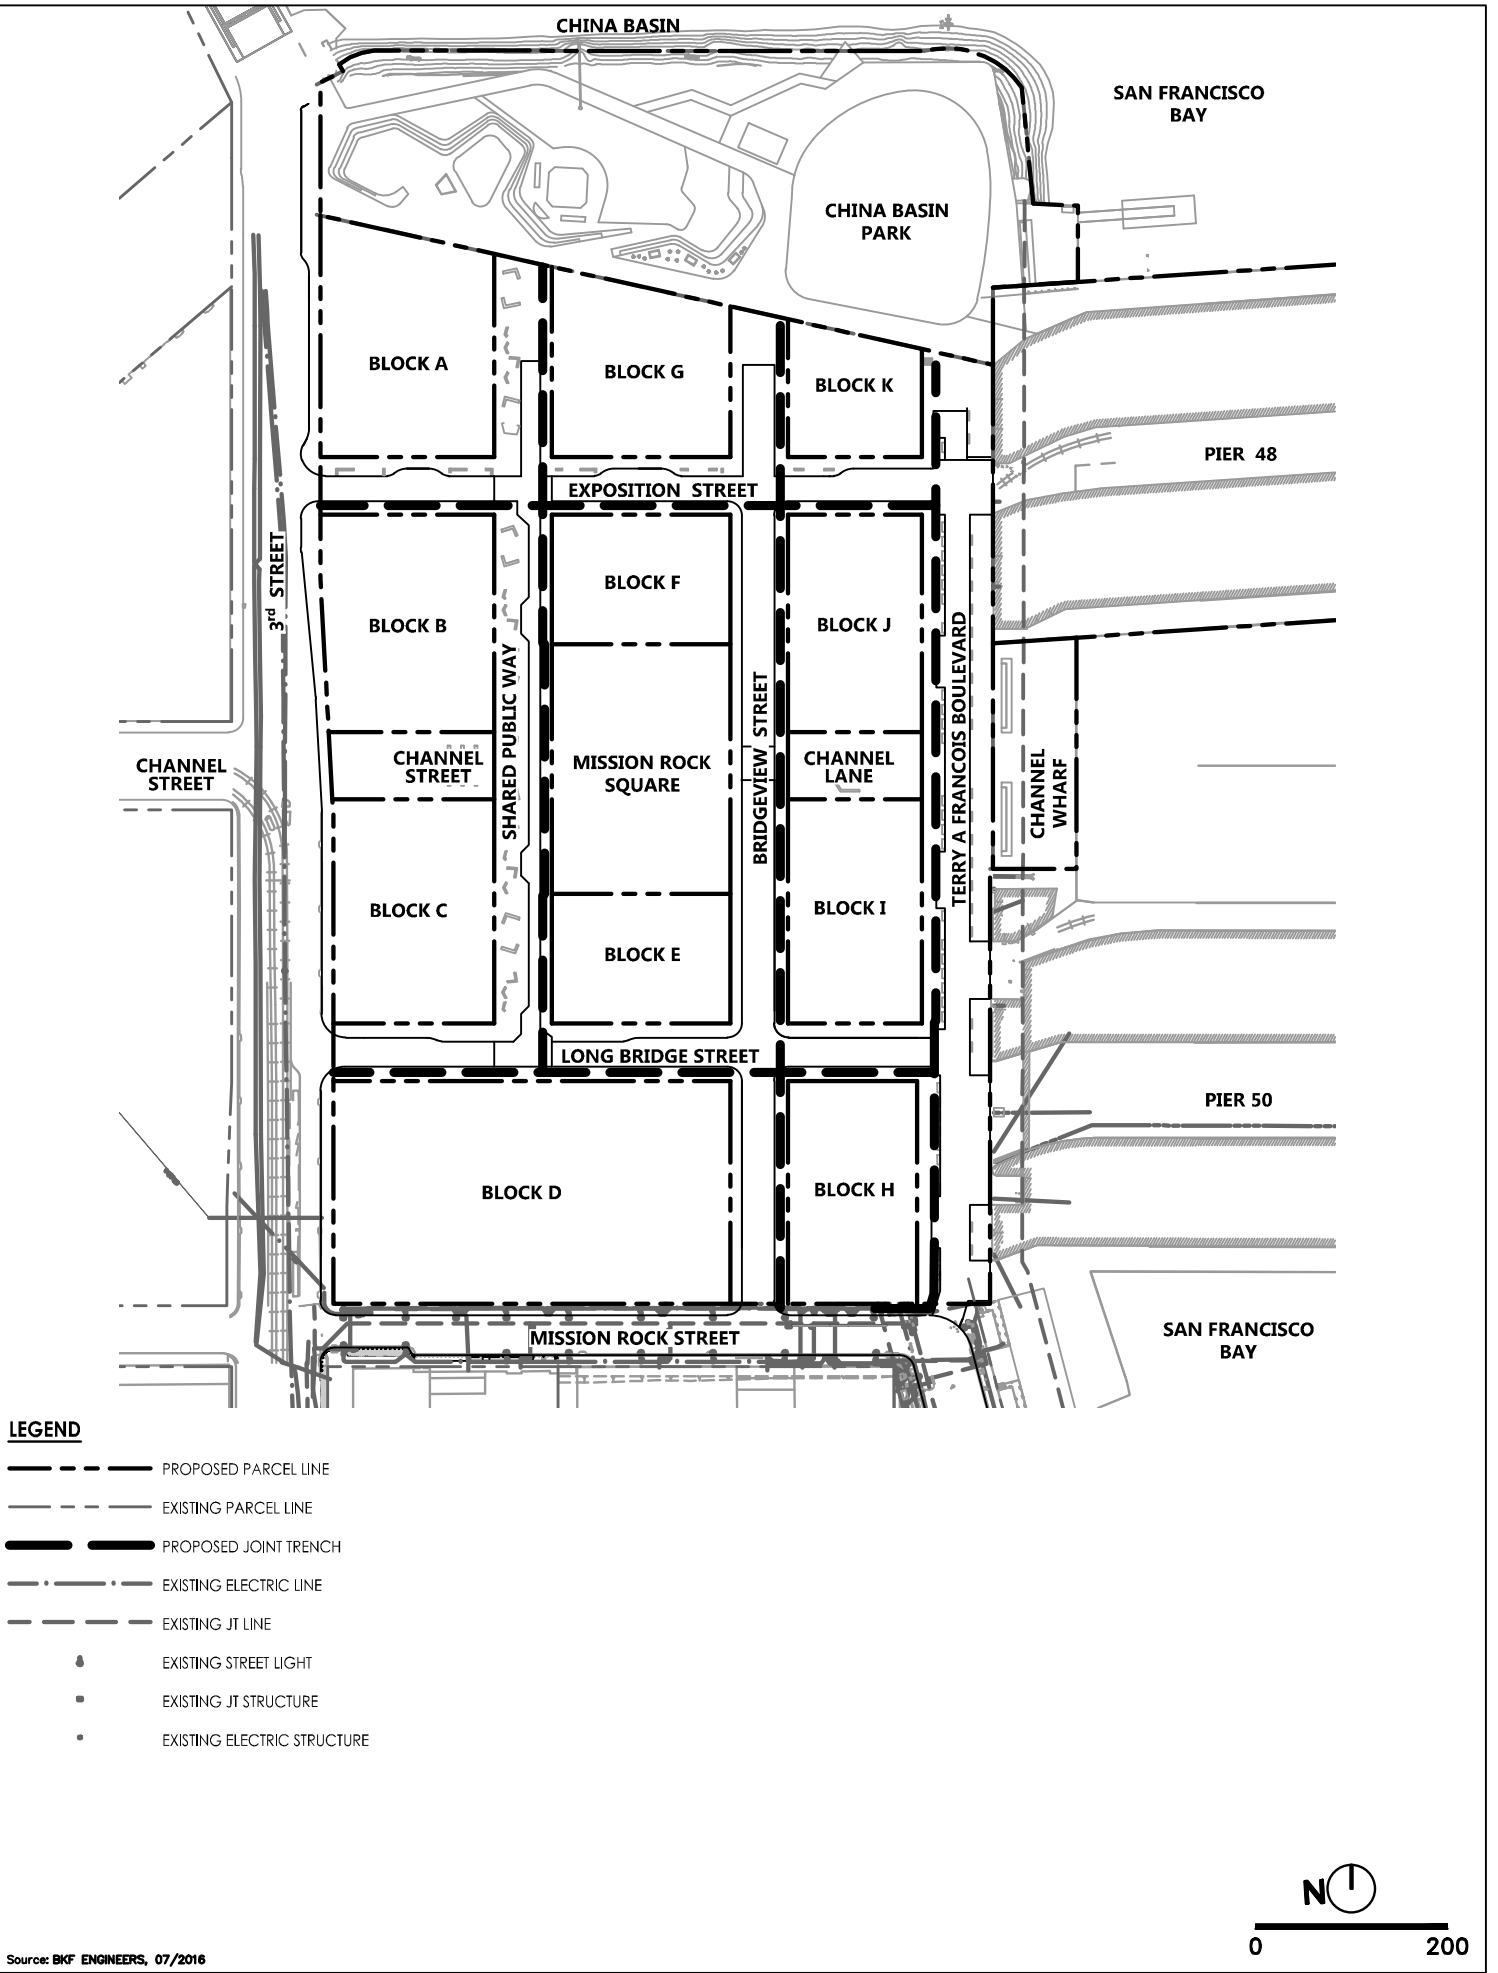 CHINA BASIN
SAN FRANCISCO
BAY
CHINA BASIN
PARK
BLOCK A
BLOCK G
BLOCK K
PIER 48
EXPOSITION STREET
3rd STREET
BLOCK B
BLOCK F
BLOCK J
SHARED PUBLIC WAY
BRIDGEVIEW STREET
TERRY A FRANCOIS BOULEVARD
CHANNEL
STREET
CHANNEL
STREET
MISSION ROCK
SQUARE
CHANNEL
LANE
CHANNEL
WHARF
BLOCK C
BLOCK E
BLOCK I
LONG BRIDGE STREET
PIER 50
BLOCK D
BLOCK H
MISSION ROCK STREET
SAN FRANCISCO
BAY
LEGEND
PROPOSED PARCEL LINE
EXISTING PARCEL LINE
PROPOSED JOINT TRENCH
EXISTING ELECTRIC LINE
EXISTING JT LINE
EXISTING STREET LIGHT
EXISTING JT STRUCTURE
EXISTING ELECTRIC STRUCTURE
N
0 200
Source: BKF ENGINEERS, 07/2016